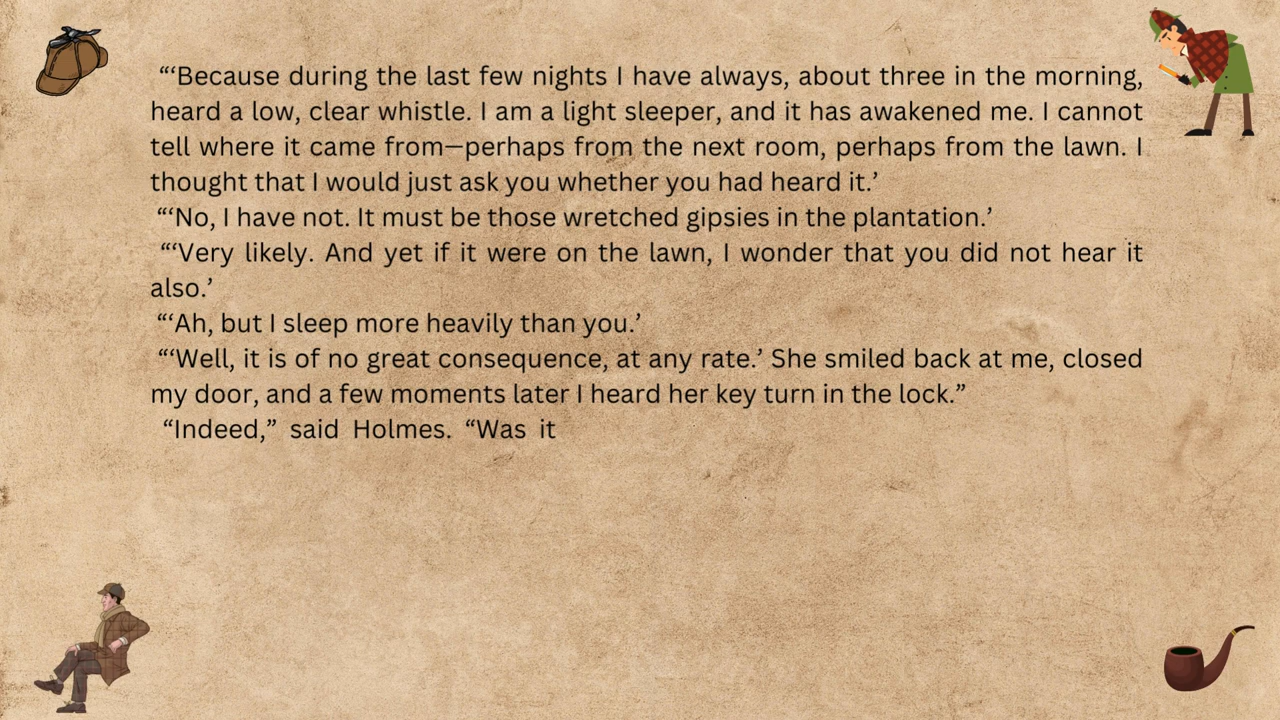 “‘Because during the last few nights I have always, about three in the morning,
heard a low, clear whistle. I am a light sleeper, and it has awakened me. I cannot
tell where it came from—perhaps from the next room, perhaps from the lawn. I
thought that I would just ask you whether you had heard it.’
“‘No, I have not. It must be those wretched gipsies in the plantation.’
“‘Very likely. And yet if it were on the lawn, I wonder that you did not hear it
also.’
“‘Ah, but I sleep more heavily than you.’
“‘Well, it is of no great consequence, at any rate.’ She smiled back at me, closed
my door, and a few moments later I heard her key turn in the lock.”
“Indeed,” said Holmes. “Was it